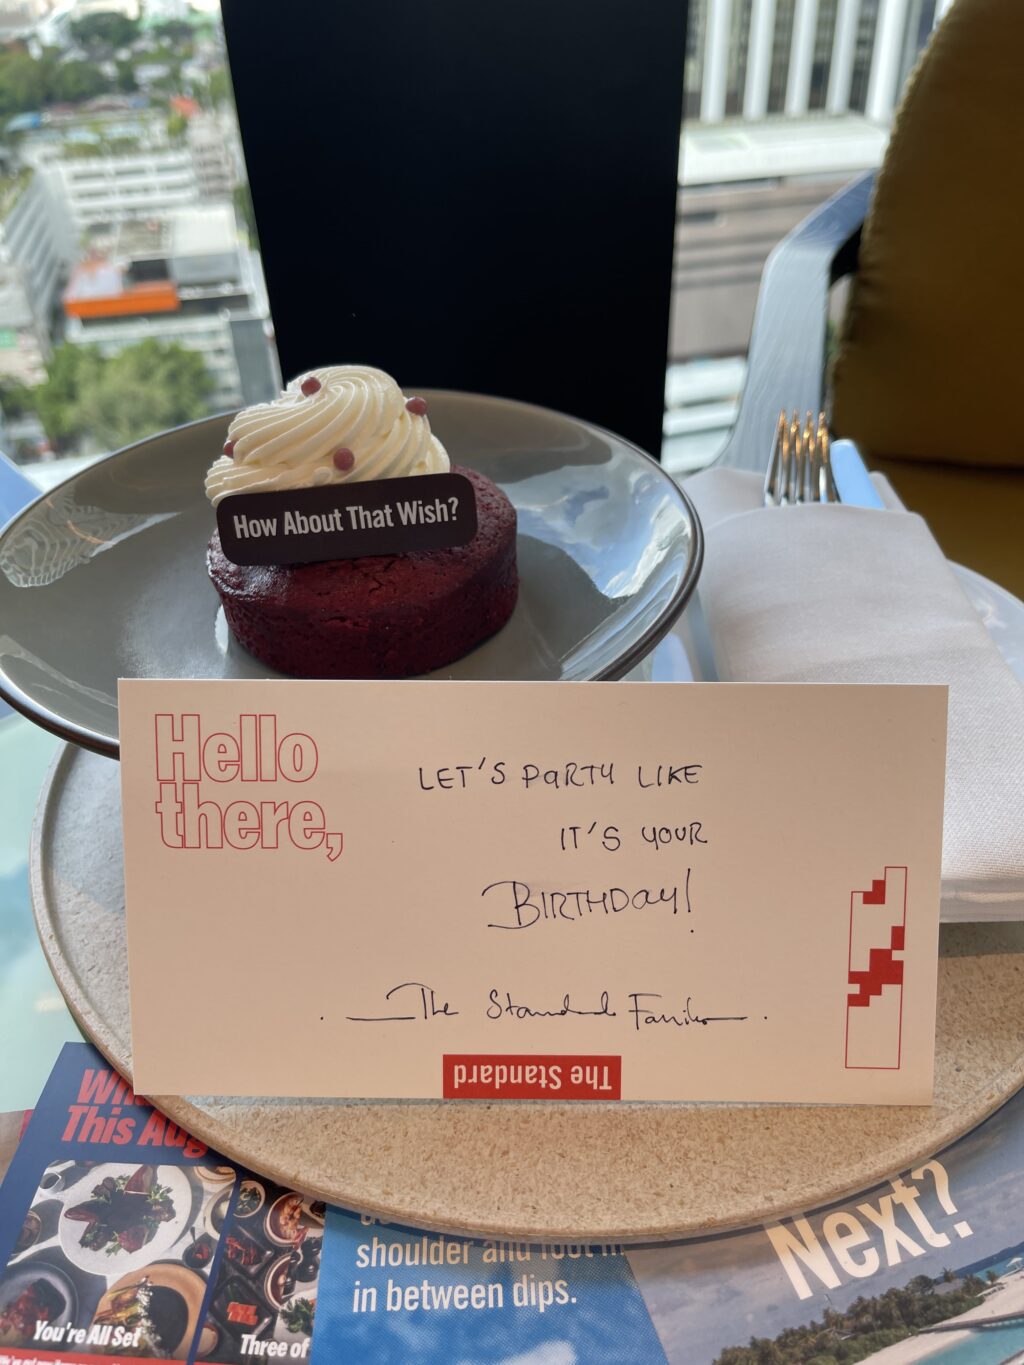 How About That Wish?
Hello
there,
LET'S PARTY LIKE
IT'S YOUR
BIRTHDAY!
The Standard Family
The Standard
This Aug
You're All Set
Three of
shoulder and foot
in between dips.
Next?